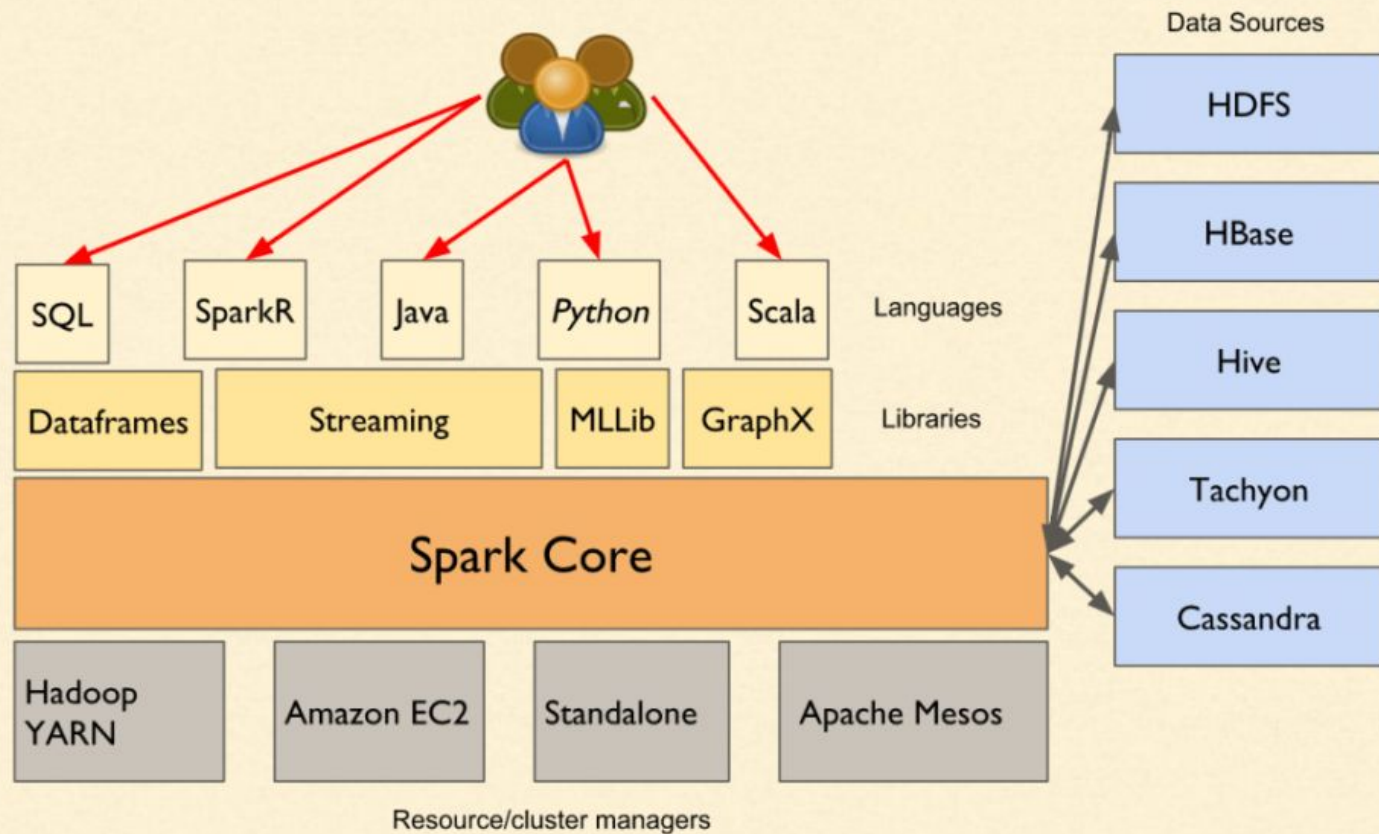 Data Sources
HDFS
HBase
Hive
Tachyon
Cassandra
SQL
SparkR
Java
Python
Scala
Languages
Dataframes
Streaming
MLLib
GraphX
Libraries
Spark Core
Hadoop
YARN
Amazon EC2
Standalone
Apache Mesos
Resource/cluster managers